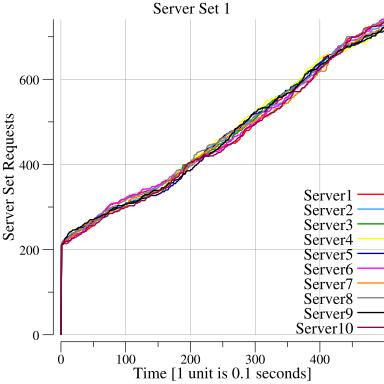 Server Set 1
Server Set Requests
600
400
200
0
Server1
Server2
Server3
Server4
Server5
Server6
Server7
Server8
Server9
Server10
0 100 200 300 400
Time [1 unit is 0.1 seconds]